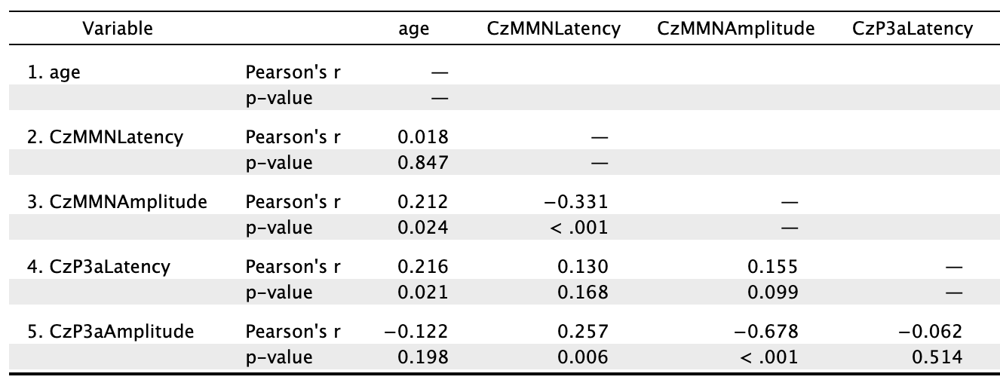 Variable age CzMMNLatency CzMMNAmplitude CzP3aLatency
1. age Pearson's r —
p-value —
2. CzMMNLatency Pearson's r 0.018 —
p-value 0.847 —
3. CzMMNAmplitude Pearson's r 0.212 −0.331 —
p-value 0.024 < .001 —
4. CzP3aLatency Pearson's r 0.216 0.130 0.155 —
p-value 0.021 0.168 0.099 —
5. CzP3aAmplitude Pearson's r −0.122 0.257 −0.678 −0.062
p-value 0.198 0.006 < .001 0.514